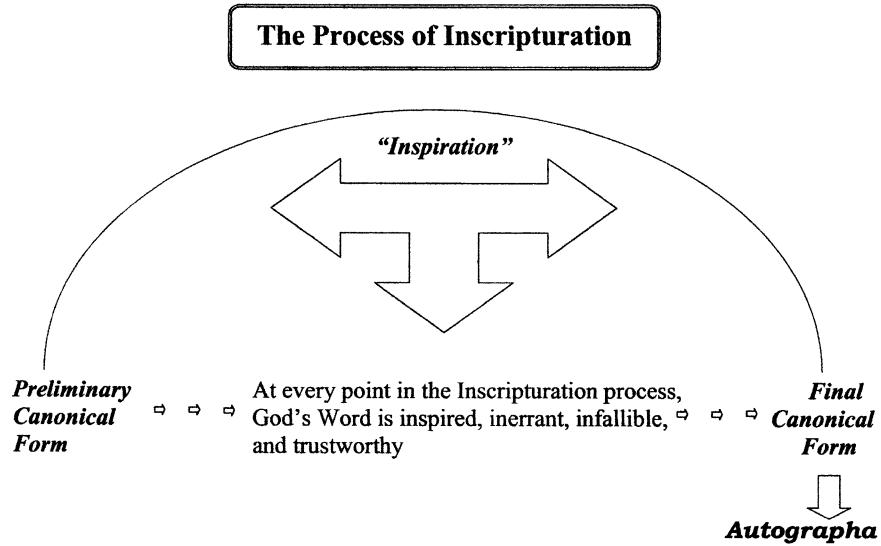 The Process of Inscripturation
“Inspiration”
Preliminary
Canonical
Form
At every point in the Inscripturation process,
God’s Word is inspired, inerrant, infallible,
and trustworthy
Final
Canonical
Form
Autographa